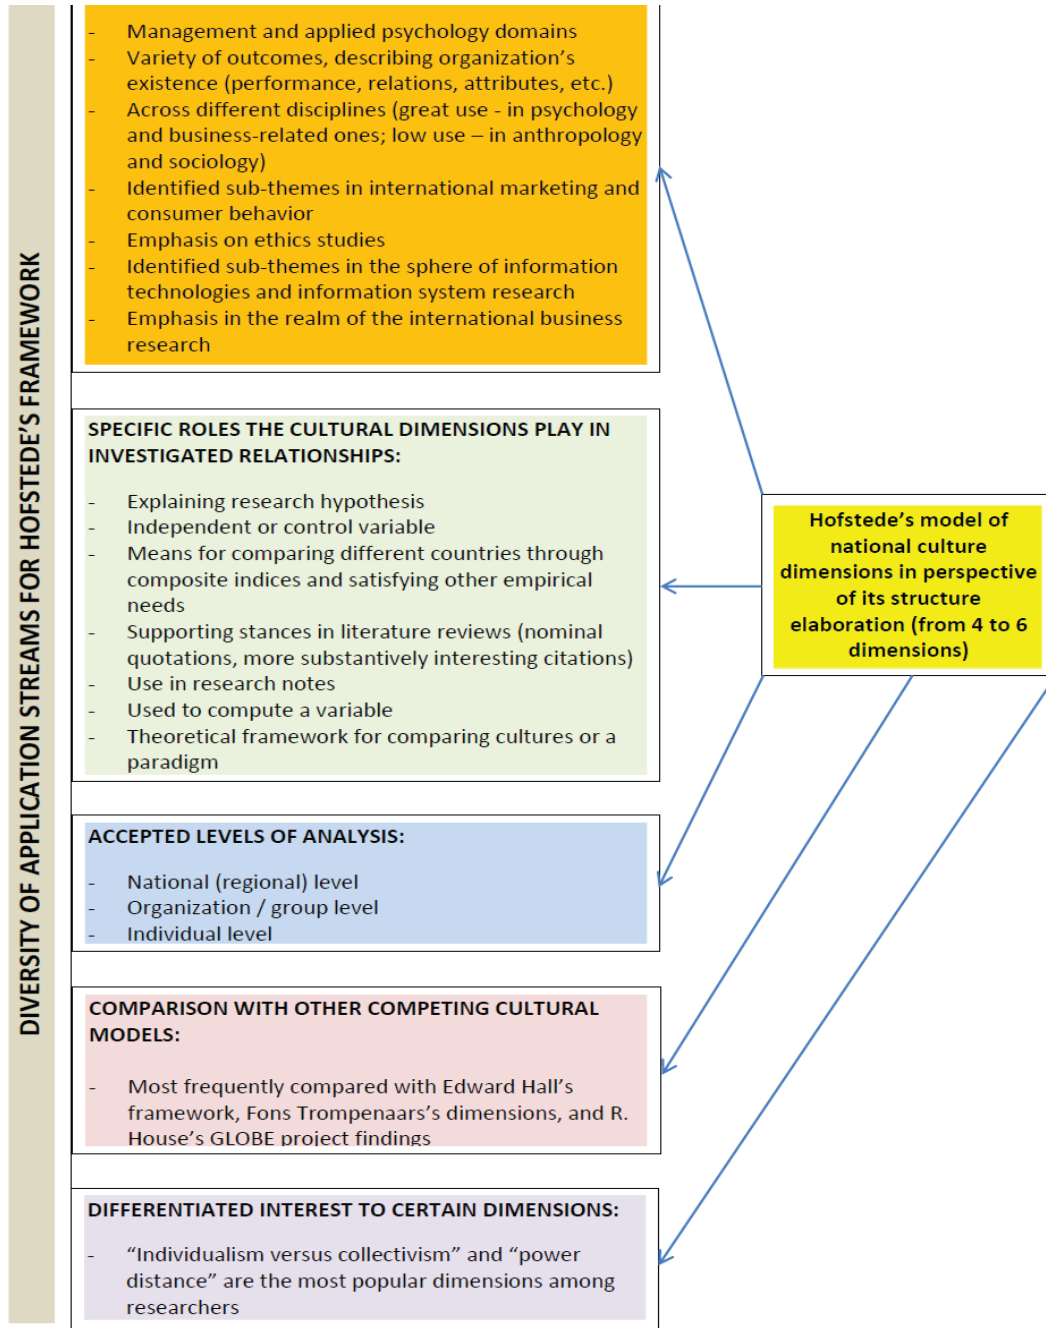 DIVERSITY OF APPLICATION STREAMS FOR HOFSTEDE'S FRAMEWORK
- Management and applied psychology domains
- Variety of outcomes, describing organization's
existence (performance, relations, attributes, etc.)
- Across different disciplines (great use - in psychology
and business-related ones; low use – in anthropology
and sociology)
- Identified sub-themes in international marketing and
consumer behavior
- Emphasis on ethics studies
- Identified sub-themes in the sphere of information
technologies and information system research
- Emphasis in the realm of the international business
research
SPECIFIC ROLES THE CULTURAL DIMENSIONS PLAY IN
INVESTIGATED RELATIONSHIPS:
- Explaining research hypothesis
- Independent or control variable
- Means for comparing different countries through
composite indices and satisfying other empirical
needs
- Supporting stances in literature reviews (nominal
quotations, more substantively interesting citations)
- Use in research notes
- Used to compute a variable
- Theoretical framework for comparing cultures or a
paradigm
ACCEPTED LEVELS OF ANALYSIS:
- National (regional) level
- Organization / group level
- Individual level
COMPARISON WITH OTHER COMPETING CULTURAL
MODELS:
- Most frequently compared with Edward Hall's
framework, Fons Trompenaars's dimensions, and R.
House's GLOBE project findings
DIFFERENTIATED INTEREST TO CERTAIN DIMENSIONS:
- "Individualism versus collectivism" and "power
distance" are the most popular dimensions among
researchers
Hofstede's model of
national culture
dimensions in perspective
of its structure
elaboration (from 4 to 6
dimensions)